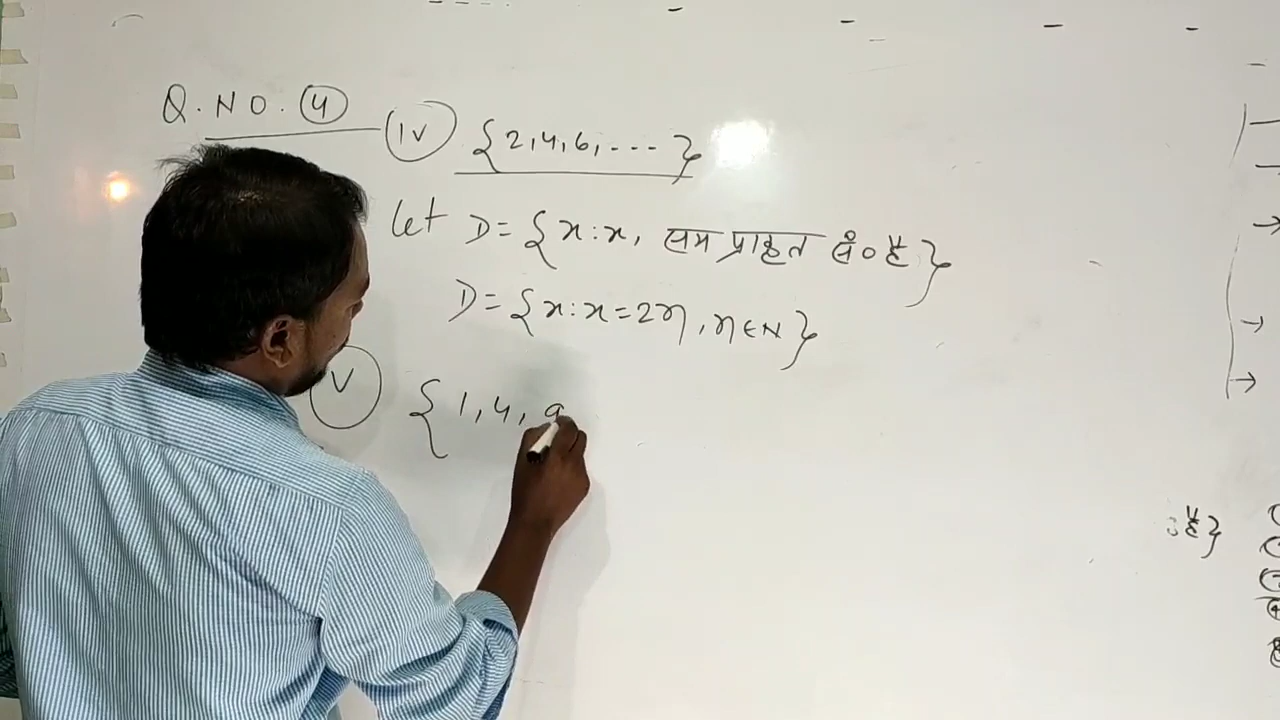 Q. NO. 4
iv {2,4,6,---}
Let D={x:x, सम प्राकृत सं० है}
D={x:x=2n, n∈N}
v {1,4,9
है}